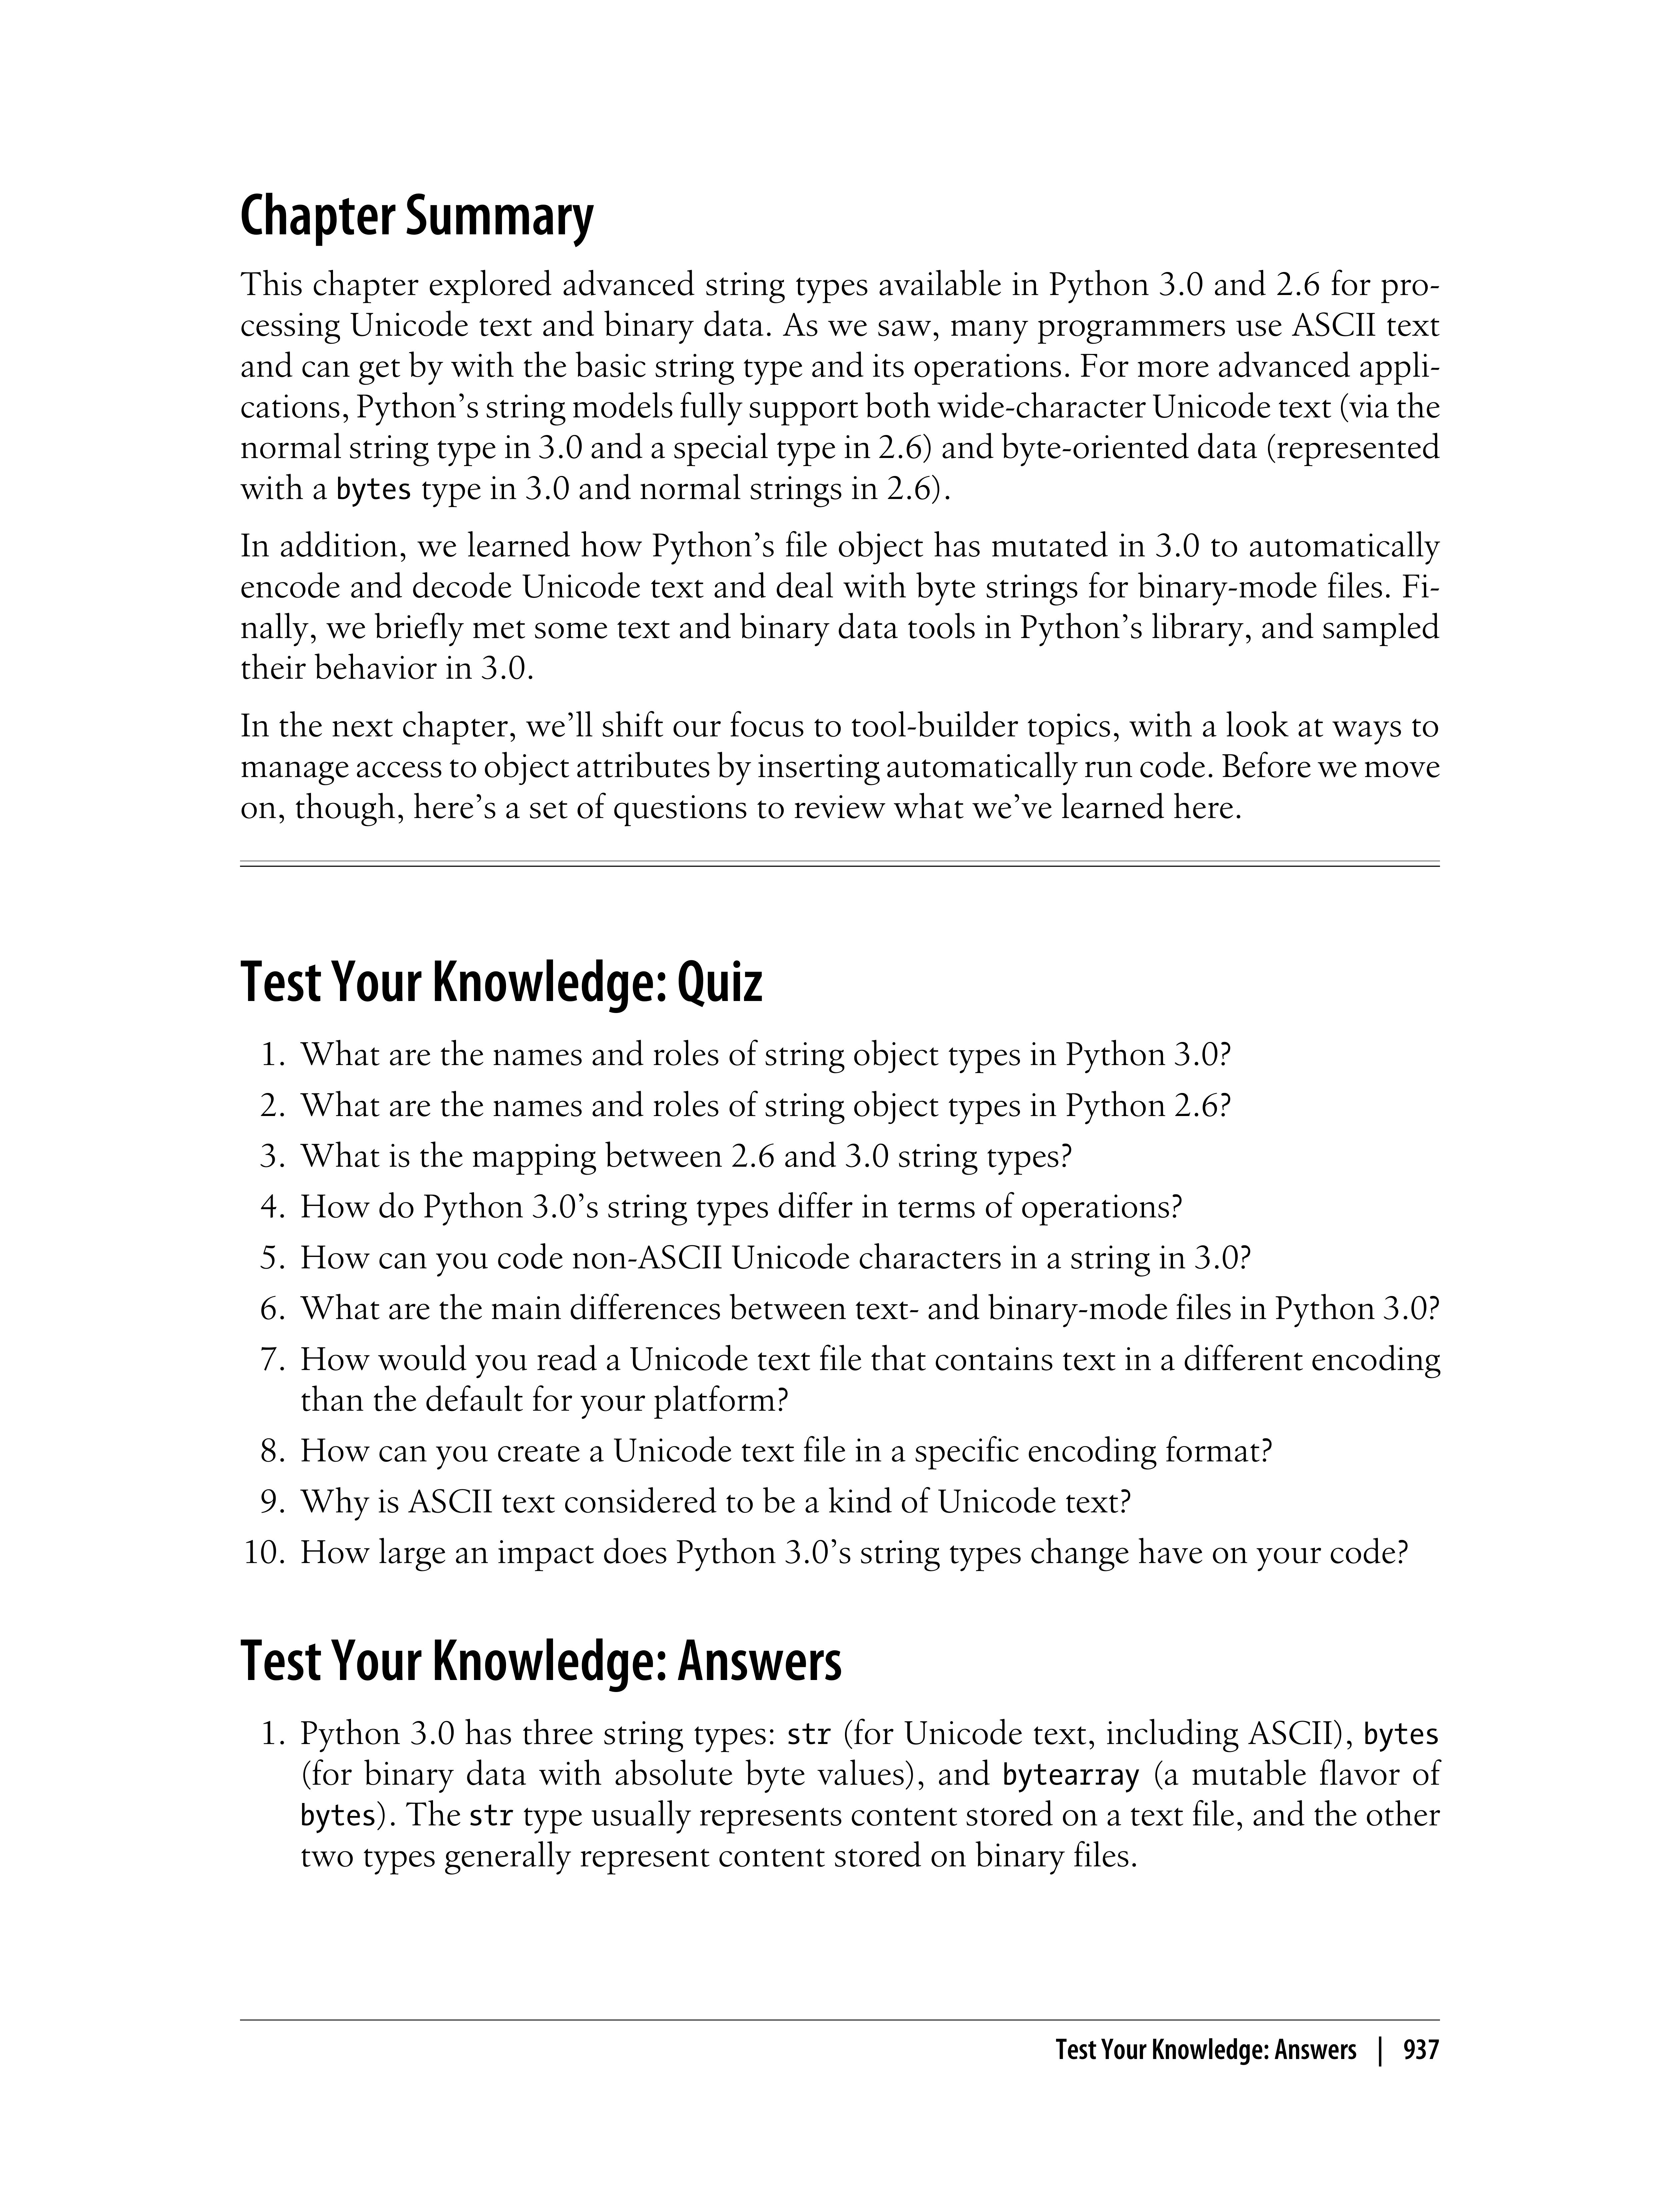 Chapter Summary
This chapter explored advanced string types available in Python 3.0 and 2.6 for pro-
cessing Unicode text and binary data. As we saw, many programmers use ASCII text
and can get by with the basic string type and its operations. For more advanced appli-
cations, Python’s string models fully support both wide-character Unicode text (via the
normal string type in 3.0 and a special type in 2.6) and byte-oriented data (represented
with a bytes type in 3.0 and normal strings in 2.6).
In addition, we learned how Python’s file object has mutated in 3.0 to automatically
encode and decode Unicode text and deal with byte strings for binary-mode files. Fi-
nally, we briefly met some text and binary data tools in Python’s library, and sampled
their behavior in 3.0.
In the next chapter, we’ll shift our focus to tool-builder topics, with a look at ways to
manage access to object attributes by inserting automatically run code. Before we move
on, though, here’s a set of questions to review what we’ve learned here.
Test Your Knowledge: Quiz
1. What are the names and roles of string object types in Python 3.0?
2. What are the names and roles of string object types in Python 2.6?
3. What is the mapping between 2.6 and 3.0 string types?
4. How do Python 3.0’s string types differ in terms of operations?
5. How can you code non-ASCII Unicode characters in a string in 3.0?
6. What are the main differences between text- and binary-mode files in Python 3.0?
7. How would you read a Unicode text file that contains text in a different encoding
than the default for your platform?
8. How can you create a Unicode text file in a specific encoding format?
9. Why is ASCII text considered to be a kind of Unicode text?
10. How large an impact does Python 3.0’s string types change have on your code?
Test Your Knowledge: Answers
1. Python 3.0 has three string types: str (for Unicode text, including ASCII), bytes
(for binary data with absolute byte values), and bytearray (a mutable flavor of
bytes). The str type usually represents content stored on a text file, and the other
two types generally represent content stored on binary files.
Test Your Knowledge: Answers | 937